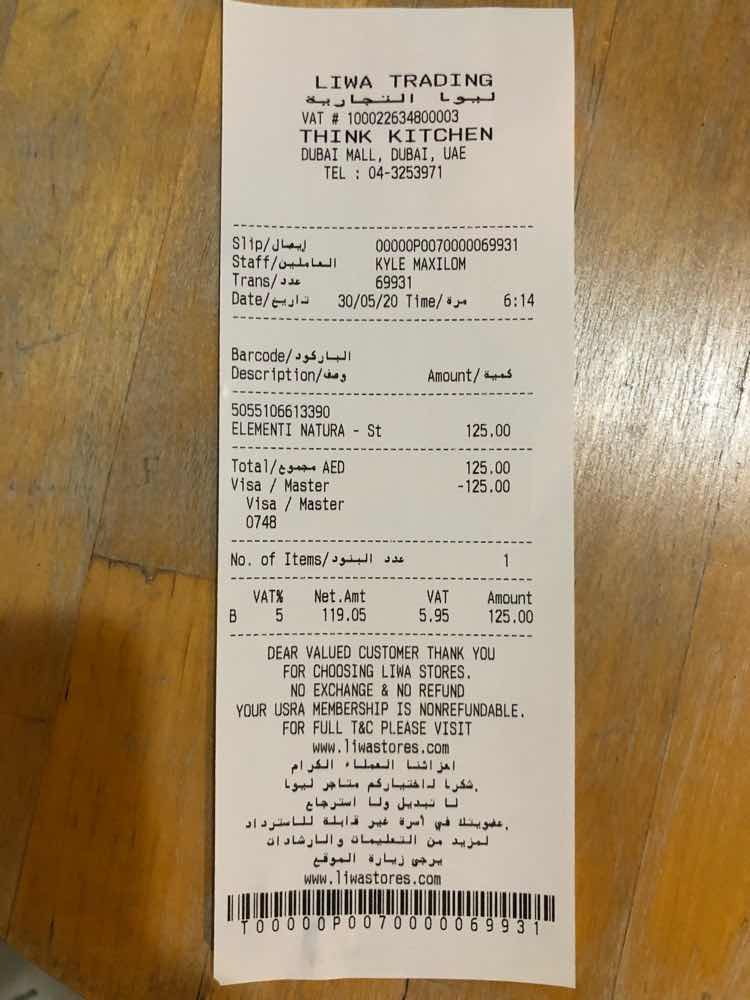 LIWA TRADING
ليوا التجارية
VAT # 100022634800003
THINK KITCHEN
DUBAI MALL, DUBAI, UAE
TEL : 04-3253971
Slip/إيصال 00000P0070000069931
Staff/العاملين KYLE MAXILOM
Trans/عدد 69931
Date/تاريخ 30/05/20 Time/مرة 6:14
Barcode/الباركود
Description/وصف Amount/كمية
5055106613390
ELEMENTI NATURA - St 125.00
Total/مجموع AED 125.00
Visa / Master -125.00
Visa / Master
0748
No. of Items/عدد البنود 1
VAT% Net.Amt VAT Amount
B 5 119.05 5.95 125.00
DEAR VALUED CUSTOMER THANK YOU
FOR CHOOSING LIWA STORES.
NO EXCHANGE & NO REFUND
YOUR USRA MEMBERSHIP IS NONREFUNDABLE.
FOR FULL T&C PLEASE VISIT
www.liwastores.com
اعزائنا العملاء الكرام
شكرا لاختياركم متاجر ليوا.
لا تبديل ولا استرجاع
عضويتك في أسرة غير قابلة للاسترداد.
لمزيد من التعليمات والارشادات
يرجى زيارة الموقع
www.liwastores.com
T00000P0070000069931